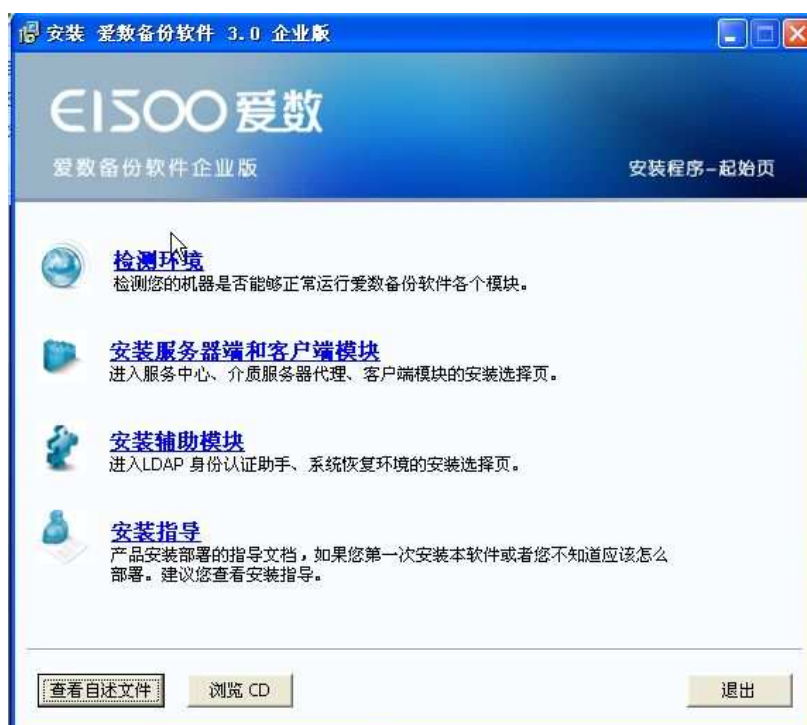 安装 爱数备份软件 3.0 企业版
EISOO爱数
爱数备份软件企业版
安装程序-起始页
检测环境
检测您的机器是否能够正常运行爱数备份软件各个模块。
安装服务器端和客户端模块
进入服务中心、介质服务器代理、客户端模块的安装选择页。
安装辅助模块
进入LDAP 身份认证助手、系统恢复环境的安装选择页。
安装指导
产品安装部署的指导文档，如果您第一次安装本软件或者您不知道应该怎么
部署。建议您查看安装指导。
查看自述文件
浏览 CD
退出